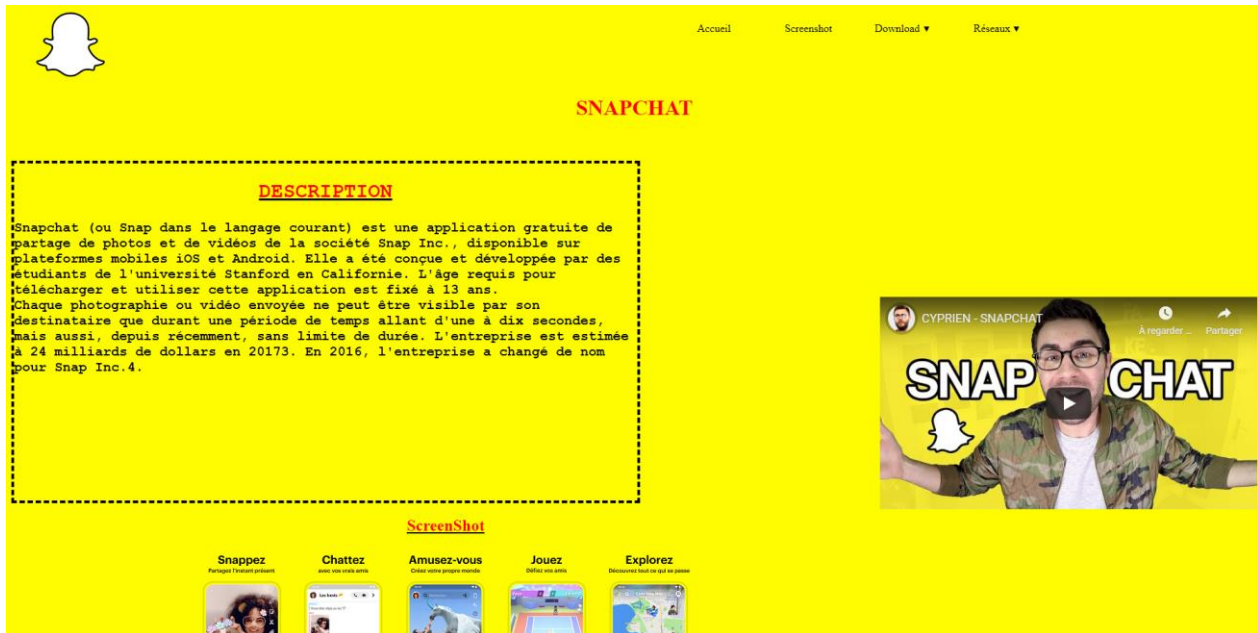 Accueil
Screenshot
Download ▾
Réseaux ▾
SNAPCHAT
DESCRIPTION
Snapchat (ou Snap dans le langage courant) est une application gratuite de
partage de photos et de vidéos de la société Snap Inc., disponible sur
plateformes mobiles iOS et Android. Elle a été conçue et développée par des
étudiants de l'université Stanford en Californie. L'âge requis pour
télécharger et utiliser cette application est fixé à 13 ans.
Chaque photographie ou vidéo envoyée ne peut être visible par son
destinataire que durant une période de temps allant d'une à dix secondes,
mais aussi, depuis récemment, sans limite de durée. L'entreprise est estimée
à 24 milliards de dollars en 20173. En 2016, l'entreprise a changé de nom
pour Snap Inc.4.
CYPRIEN - SNAPCHAT
À regarder ...
Partager
SNAP CHAT
ScreenShot
Snappez
Partagez l'instant présent
Chattez
avec vos vrais amis
Amusez-vous
Créez votre propre monde
Jouez
Défiez vos amis
Explorez
Découvrez tout ce qui se passe